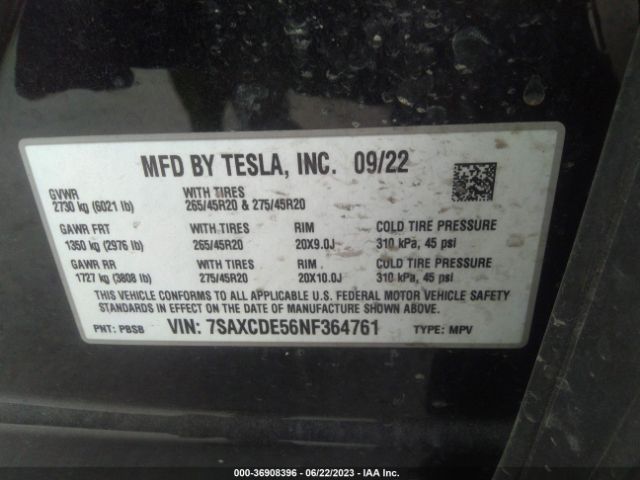 MFD BY TESLA, INC. 09/22
GVWR WITH TIRES
2730 kg (6021 lb) 265/45R20 & 275/45R20
GAWR FRT WITH TIRES RIM COLD TIRE PRESSURE
1350 kg (2976 lb) 265/45R20 20X9.0J 310 kPa, 45 psi
GAWR RR WITH TIRES RIM COLD TIRE PRESSURE
1727 kg (3808 lb) 275/45R20 20X10.0J 310 kPa, 45 psi
THIS VEHICLE CONFORMS TO ALL APPLICABLE U.S. FEDERAL MOTOR VEHICLE SAFETY
STANDARDS IN EFFECT ON THE DATE OF MANUFACTURE SHOWN ABOVE.
PNT: PBSB VIN: 7SAXCDE56NF364761 TYPE: MPV
000-36908396 - 06/22/2023 - IAA Inc.